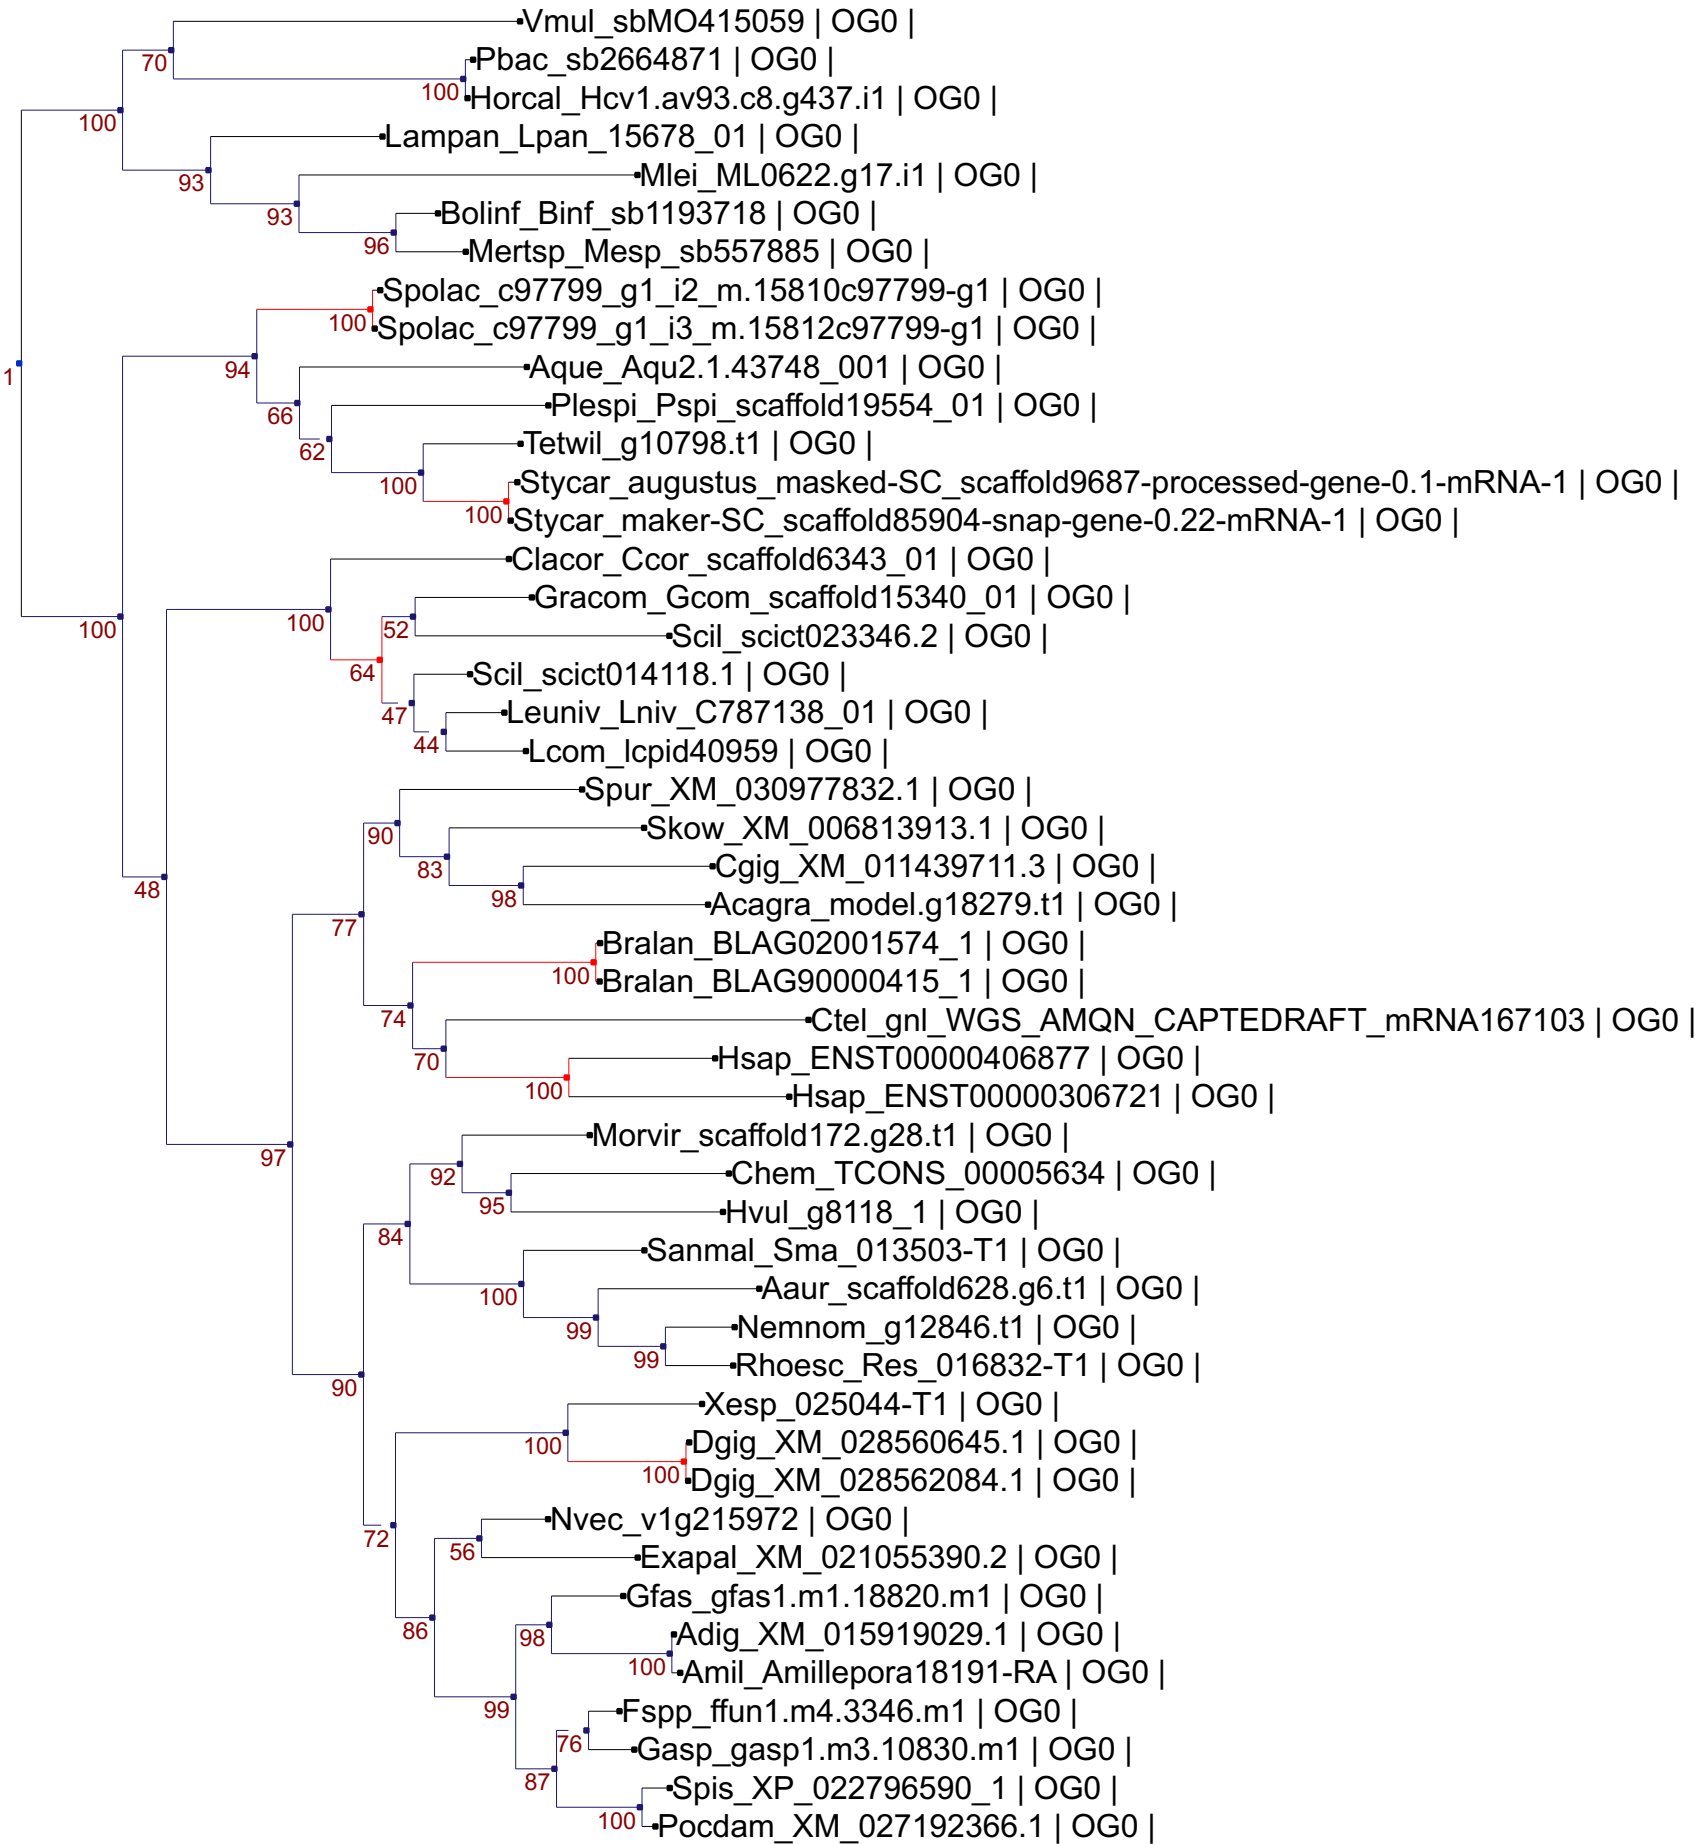 Vmul_sbMO415059 | OG0 |
70
Pbac_sb2664871 | OG0 |
100
Horcal_Hcv1.av93.c8.g437.i1 | OG0 |
100
Lampan_Lpan_15678_01 | OG0 |
93
Mlei_ML0622.g17.i1 | OG0 |
93
Bolinf_Binf_sb1193718 | OG0 |
96
Mertsp_Mesp_sb557885 | OG0 |
Spolac_c97799_g1_i2_m.15810c97799-g1 | OG0 |
100
Spolac_c97799_g1_i3_m.15812c97799-g1 | OG0 |
94
1
Aque_Aqu2.1.43748_001 | OG0 |
66
Plespi_Pspi_scaffold19554_01 | OG0 |
62
Tetwil_g10798.t1 | OG0 |
100
Stycar_augustus_masked-SC_scaffold9687-processed-gene-0.1-mRNA-1 | OG0 |
100
Stycar_maker-SC_scaffold85904-snap-gene-0.22-mRNA-1 | OG0 |
Clacor_Ccor_scaffold6343_01 | OG0 |
Gracom_Gcom_scaffold15340_01 | OG0 |
100
100
52
Scil_scict023346.2 | OG0 |
64
Scil_scict014118.1 | OG0 |
47
Leuniv_Lniv_C787138_01 | OG0 |
44
Lcom_lcpid40959 | OG0 |
Spur_XM_030977832.1 | OG0 |
90
Skow_XM_006813913.1 | OG0 |
83
Cgig_XM_011439711.3 | OG0 |
48
98
Acagra_model.g18279.t1 | OG0 |
77
Bralan_BLAG02001574_1 | OG0 |
100
Bralan_BLAG90000415_1 | OG0 |
74
Ctel_gnl_WGS_AMQN_CAPTEDRAFT_mRNA167103 | OG0 |
70
Hsap_ENST00000406877 | OG0 |
100
Hsap_ENST00000306721 | OG0 |
Morvir_scaffold172.g28.t1 | OG0 |
97
92
Chem_TCONS_00005634 | OG0 |
95
Hvul_g8118_1 | OG0 |
84
Sanmal_Sma_013503-T1 | OG0 |
100
Aaur_scaffold628.g6.t1 | OG0 |
99
Nemnom_g12846.t1 | OG0 |
99
Rhoesc_Res_016832-T1 | OG0 |
90
Xesp_025044-T1 | OG0 |
100
Dgig_XM_028560645.1 | OG0 |
100
Dgig_XM_028562084.1 | OG0 |
Nvec_v1g215972 | OG0 |
72
56
Exapal_XM_021055390.2 | OG0 |
Gfas_gfas1.m1.18820.m1 | OG0 |
86
98
Adig_XM_015919029.1 | OG0 |
100
Amil_Amillepora18191-RA | OG0 |
99
Fspp_ffun1.m4.3346.m1 | OG0 |
76
Gasp_gasp1.m3.10830.m1 | OG0 |
87
Spis_XP_022796590_1 | OG0 |
100
Pocdam_XM_027192366.1 | OG0 |